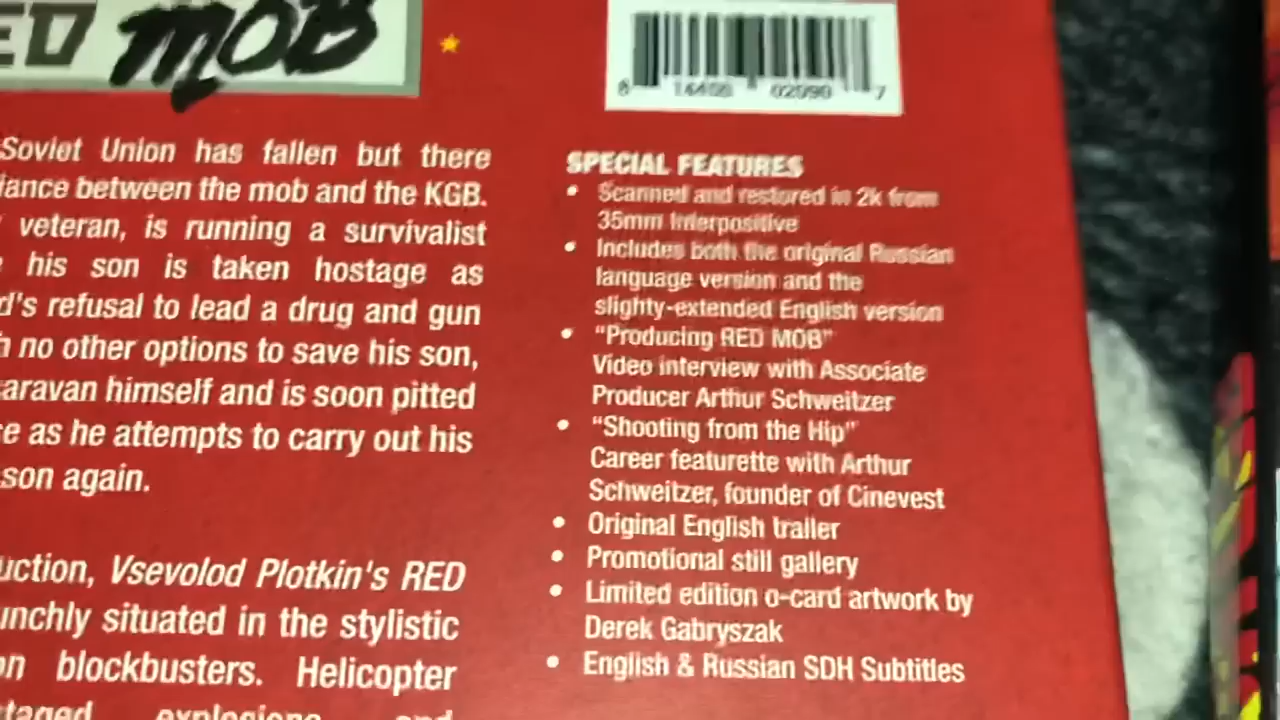 ED MOB
Soviet Union has fallen but there
iance between the mob and the KGB.
veteran, is running a survivalist
his son is taken hostage as
d's refusal to lead a drug and gun
no other options to save his son,
aravan himself and is soon pitted
e as he attempts to carry out his
son again.
uction, Vsevolod Plotkin's RED
unchly situated in the stylistic
on blockbusters. Helicopter
staged explosions and
8 02090 7
SPECIAL FEATURES
• Scanned and restored in 2k from
35mm Interpositive
• Includes both the original Russian
language version and the
slighty-extended English version
• "Producing RED MOB"
Video interview with Associate
Producer Arthur Schweitzer
• "Shooting from the Hip"
Career featurette with Arthur
Schweitzer, founder of Cinevest
• Original English trailer
• Promotional still gallery
• Limited edition o-card artwork by
Derek Gabryszak
• English & Russian SDH Subtitles